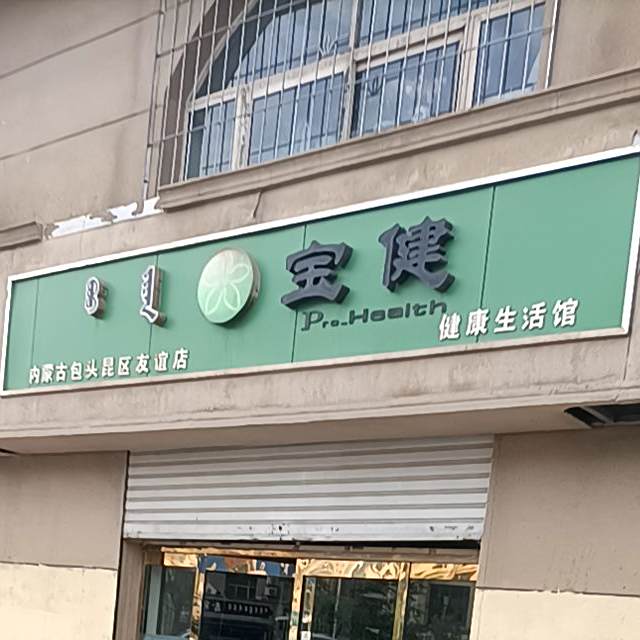 宝健
Pro-Health
健康生活馆
内蒙古包头昆区友谊店